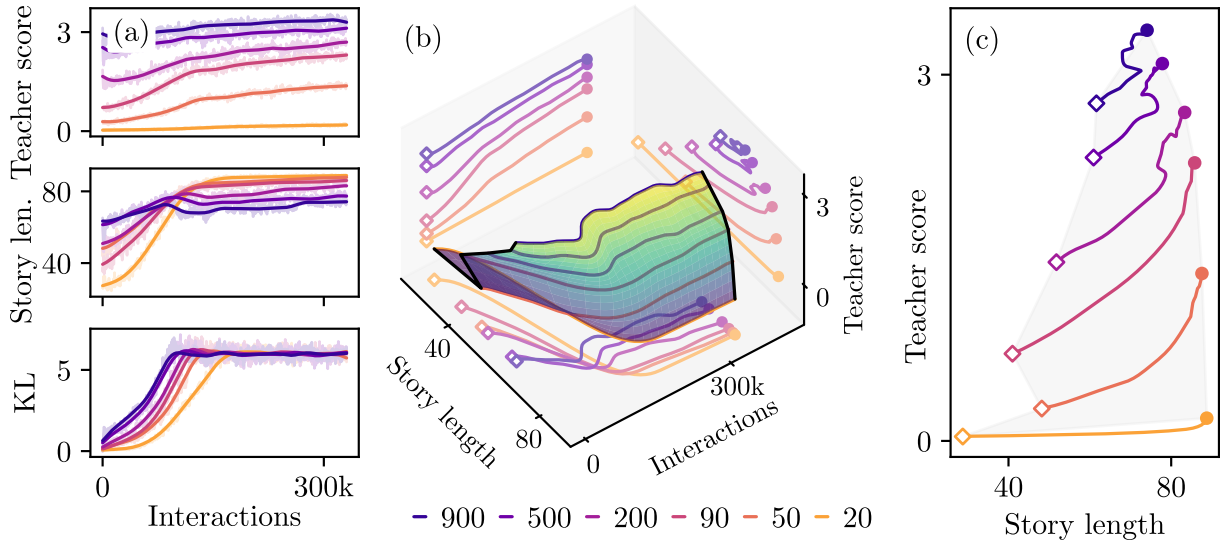 (a)
Teacher score
3
0
Story len.
80
40
KL
5
0
0
300k
Interactions
(b)
Teacher score
3
0
Story length
40
80
Interactions
0
300k
900 500 200 90 50 20
(c)
Teacher score
3
0
40
80
Story length